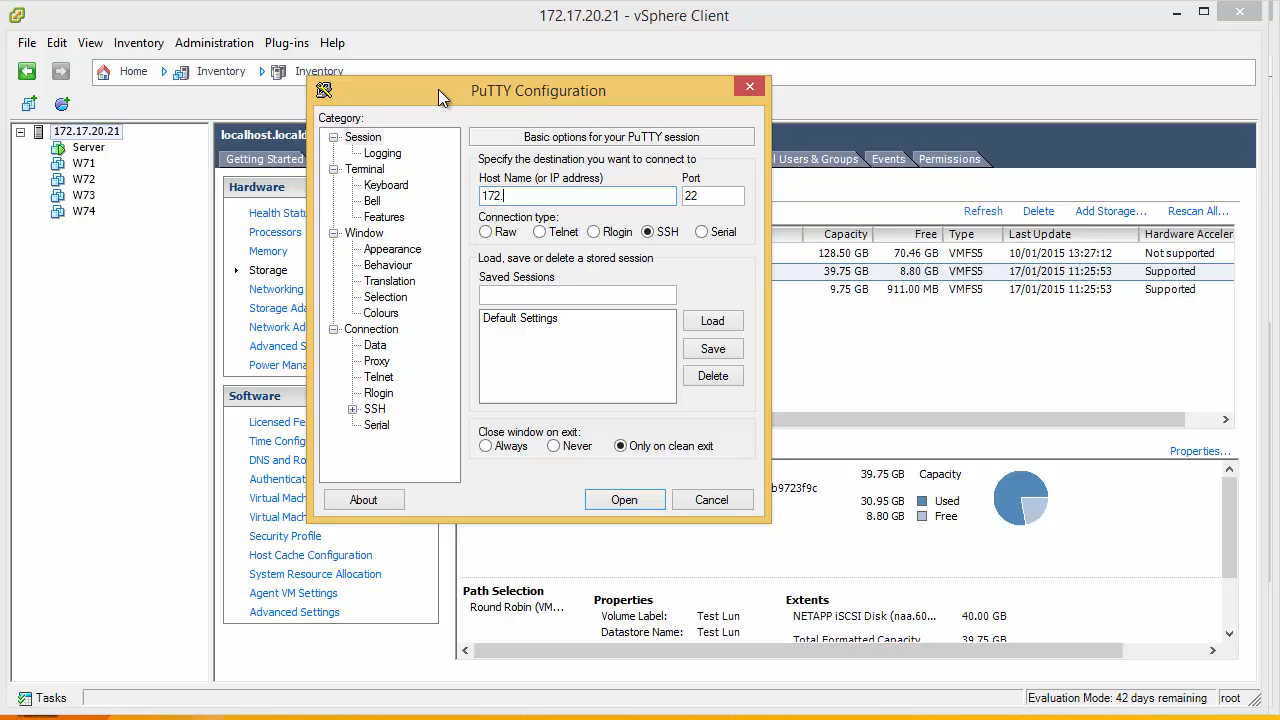 172.17.20.21 - vSphere Client
File Edit View Inventory Administration Plug-ins Help
Home Inventory Inventory
172.17.20.21
Server
W71
W72
W73
W74
localhost.locald
Getting Started
l Users & Groups Events Permissions
Hardware
Health Statu
Processors
Memory
Storage
Networking
Storage Ada
Network Ad
Advanced S
Power Mana
Software
Licensed Fe
Time Config
DNS and Ro
Authenticat
Virtual Mach
Virtual Mach
Security Profile
Host Cache Configuration
System Resource Allocation
Agent VM Settings
Advanced Settings
PuTTY Configuration
Category:
Session
Logging
Terminal
Keyboard
Bell
Features
Window
Appearance
Behaviour
Translation
Selection
Colours
Connection
Data
Proxy
Telnet
Rlogin
SSH
Serial
Basic options for your PuTTY session
Specify the destination you want to connect to
Host Name (or IP address) Port
172. 22
Connection type:
Raw Telnet Rlogin SSH Serial
Load, save or delete a stored session
Saved Sessions
Default Settings
Load
Save
Delete
Close window on exit:
Always Never Only on clean exit
About Open Cancel
Refresh Delete Add Storage... Rescan All...
Capacity Free Type Last Update Hardware Acceler
128.50 GB 70.46 GB VMFS5 10/01/2015 13:27:12 Not supported
39.75 GB 8.80 GB VMFS5 17/01/2015 11:25:53 Supported
9.75 GB 911.00 MB VMFS5 17/01/2015 11:25:53 Supported
Properties...
39.75 GB Capacity
b9723f9c
30.95 GB Used
8.80 GB Free
Path Selection
Round Robin (VM...
Properties
Volume Label: Test Lun
Datastore Name: Test Lun
Extents
NETAPP iSCSI Disk (naa.60... 40.00 GB
Total Formatted Capacity 39.75 GB
Tasks
Evaluation Mode: 42 days remaining root